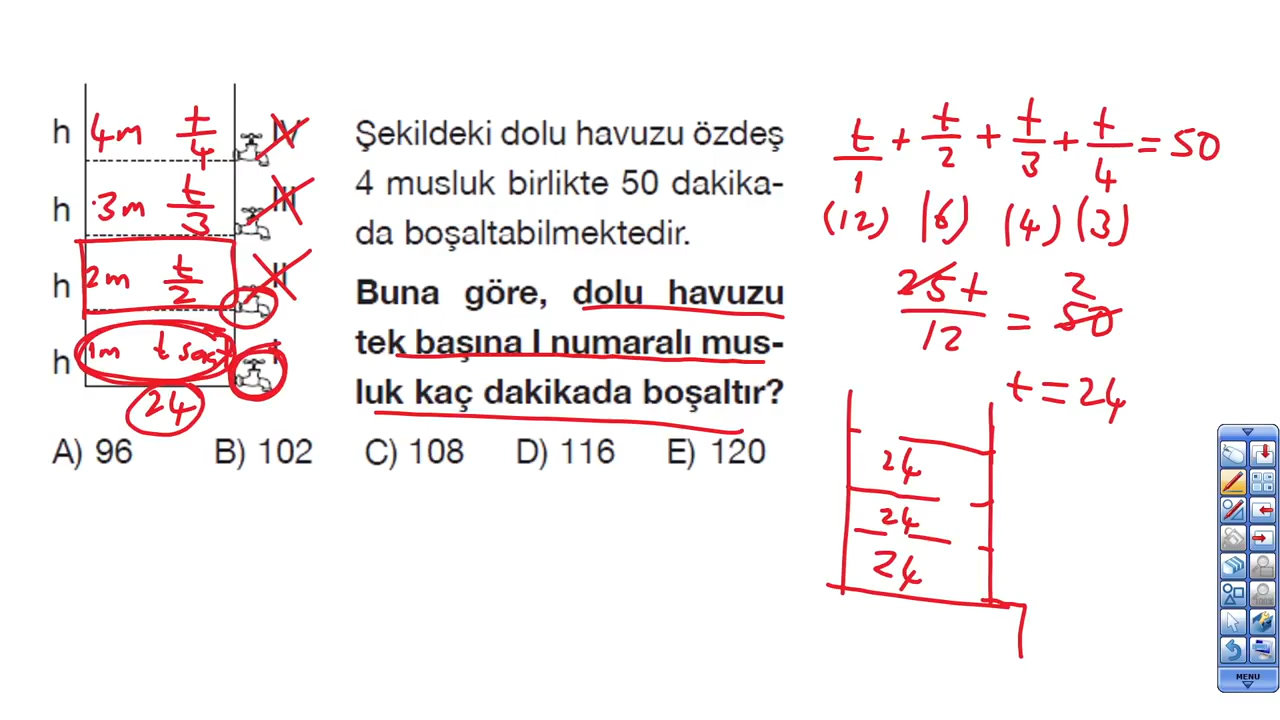 h 4m t/4 IV
h 3m t/3 III
h 2m t/2 II
h 1m t saat I
24
Şekildeki dolu havuzu özdeş
4 musluk birlikte 50 dakika-
da boşaltabilmektedir.
Buna göre, dolu havuzu
tek başına I numaralı mus-
luk kaç dakikada boşaltır?
A) 96 B) 102 C) 108 D) 116 E) 120
t/1 + t/2 + t/3 + t/4 = 50
(12) (6) (4) (3)
25t/12 = 50
2
t = 24
24
24
24
MENU